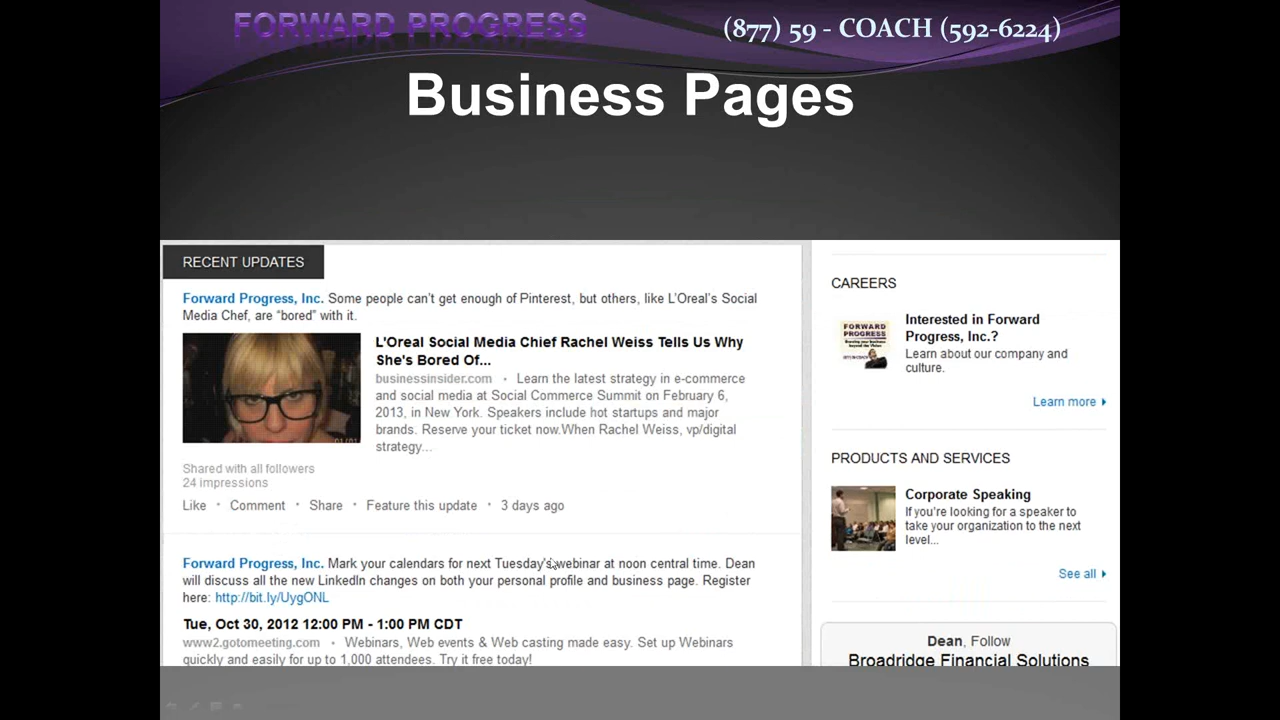 FORWARD PROGRESS
(877) 59 - COACH (592-6224)
Business Pages
RECENT UPDATES
Forward Progress, Inc. Some people can't get enough of Pinterest, but others, like L'Oreal's Social
Media Chef, are “bored” with it.
L'Oreal Social Media Chief Rachel Weiss Tells Us Why
She's Bored Of...
businessinsider.com • Learn the latest strategy in e-commerce
and social media at Social Commerce Summit on February 6,
2013, in New York. Speakers include hot startups and major
brands. Reserve your ticket now.When Rachel Weiss, vp/digital
strategy...
Shared with all followers
24 impressions
Like • Comment • Share • Feature this update • 3 days ago
Forward Progress, Inc. Mark your calendars for next Tuesday's webinar at noon central time. Dean
will discuss all the new LinkedIn changes on both your personal profile and business page. Register
here: http://bit.ly/UygONL
Tue, Oct 30, 2012 12:00 PM - 1:00 PM CDT
www2.gotomeeting.com • Webinars, Web events & Web casting made easy. Set up Webinars
quickly and easily for up to 1,000 attendees. Try it free today!
CAREERS
FORWARD
PROGRESS
Interested in Forward
Progress, Inc.?
Learn about our company and
culture.
Learn more
PRODUCTS AND SERVICES
Corporate Speaking
If you're looking for a speaker to
take your organization to the next
level...
See all
Dean, Follow
Broadridge Financial Solutions